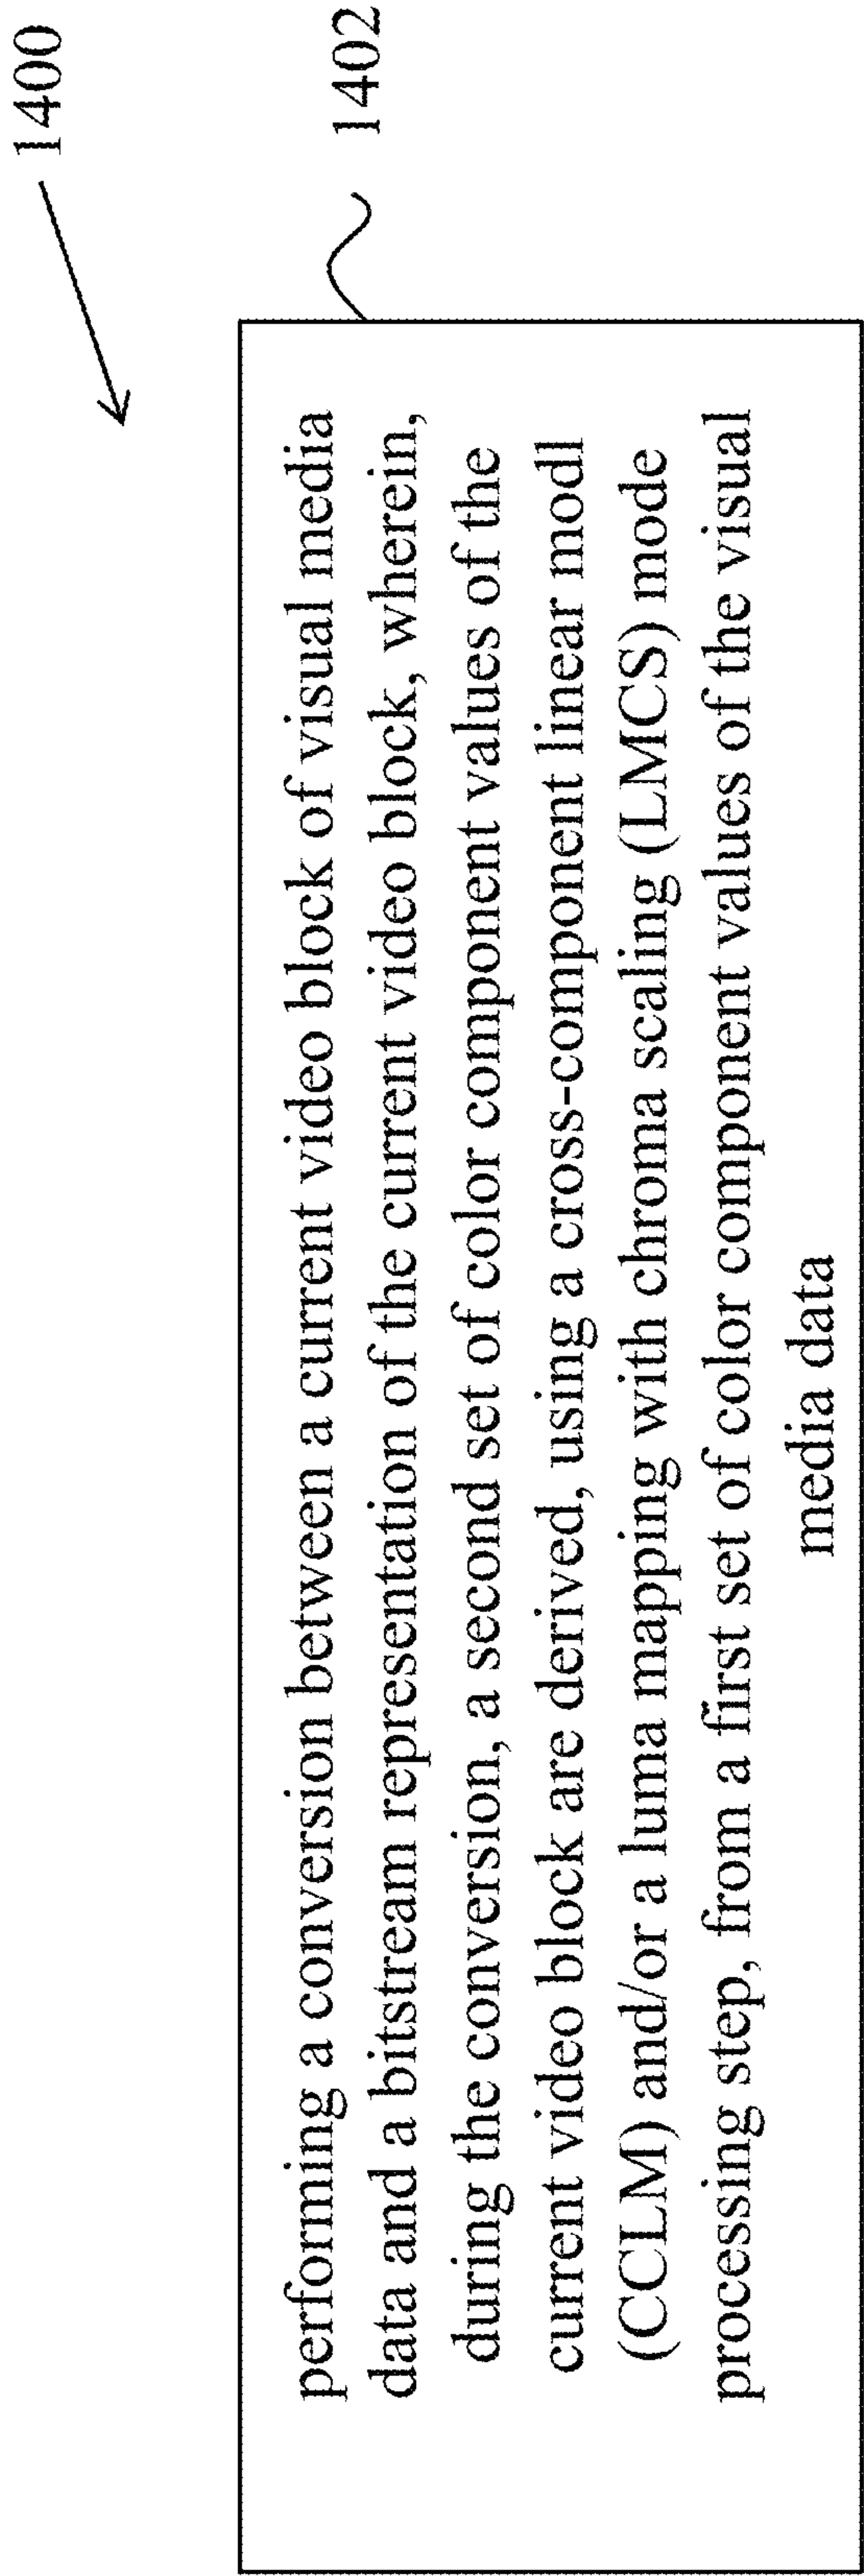 1400
1402
performing a conversion between a current video block of visual media
data and a bitstream representation of the current video block, wherein,
during the conversion, a second set of color component values of the
current video block are derived, using a cross-component linear modl
(CCLM) and/or a luma mapping with chroma scaling (LMCS) mode
processing step, from a first set of color component values of the visual
media data